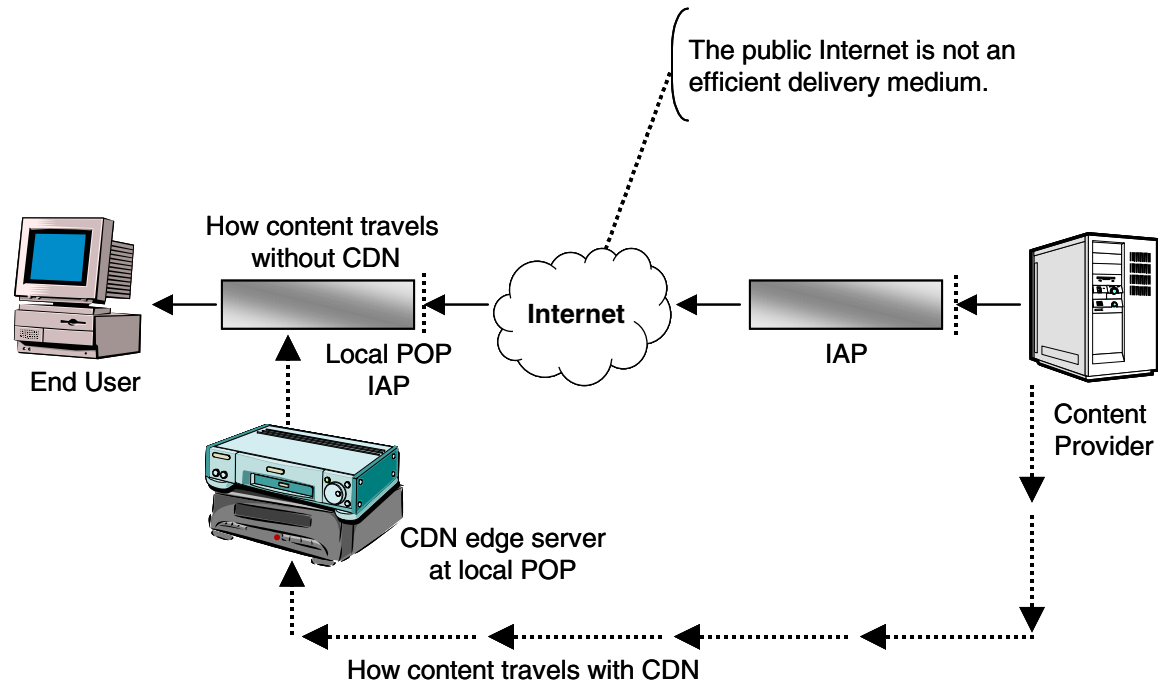 The public Internet is not an
efficient delivery medium.
How content travels
without CDN
Internet
Local POP
IAP
IAP
End User
Content
Provider
CDN edge server
at local POP
How content travels with CDN